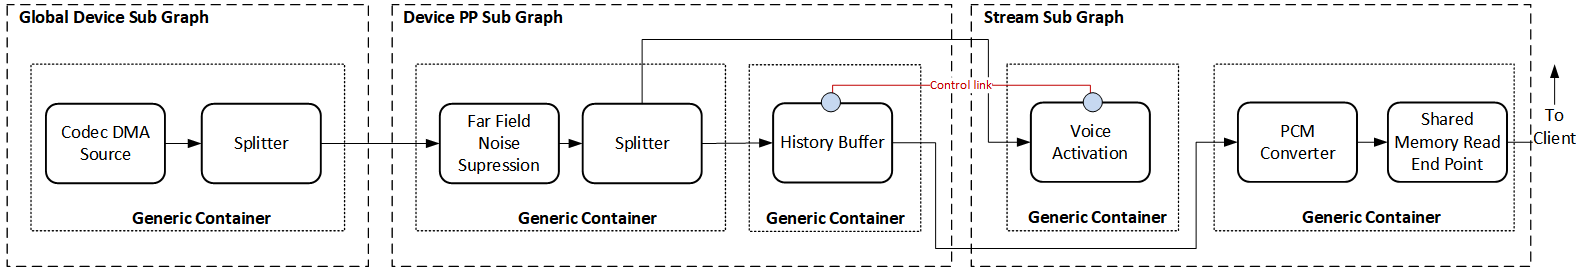 Global Device Sub Graph
Codec DMA
Source
Splitter
Generic Container
Device PP Sub Graph
Far Field
Noise
Supression
Splitter
Generic Container
History Buffer
Generic Container
Control link
Stream Sub Graph
Voice
Activation
Generic Container
PCM
Converter
Shared
Memory Read
End Point
Generic Container
To
Client